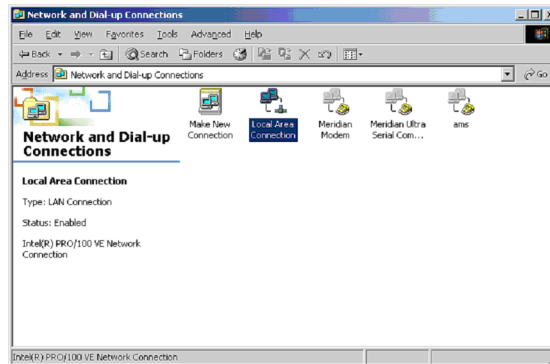 Network and Dial-up Connections
File Edit View Favorites Tools Advanced Help
Back Search Folders
Address Network and Dial-up Connections Go
Network and Dial-up
Connections
Local Area Connection
Type: LAN Connection
Status: Enabled
Intel(R) PRO/100 VE Network
Connection
Make New
Connection
Local Area
Connection
Meridian
Modem
Meridian Ultra
Serial Com...
ams
Intel(R) PRO/100 VE Network Connection